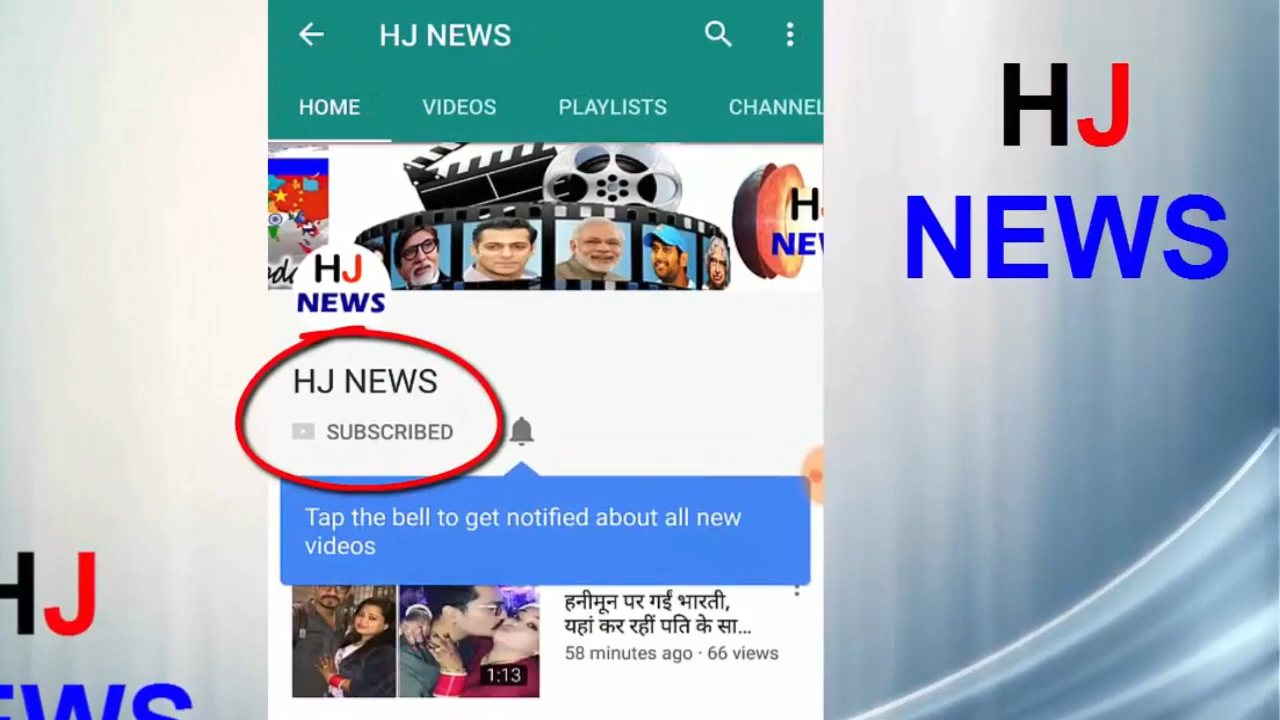 HJ NEWS
HOME VIDEOS PLAYLISTS CHANNEL
HJ
NEWS
HJ
NEWS
HJ NEWS
SUBSCRIBED
Tap the bell to get notified about all new
videos
हनीमून पर गईं भारती,
यहां कर रहीं पति के सा...
58 minutes ago · 66 views
1:13
HJ
EWS